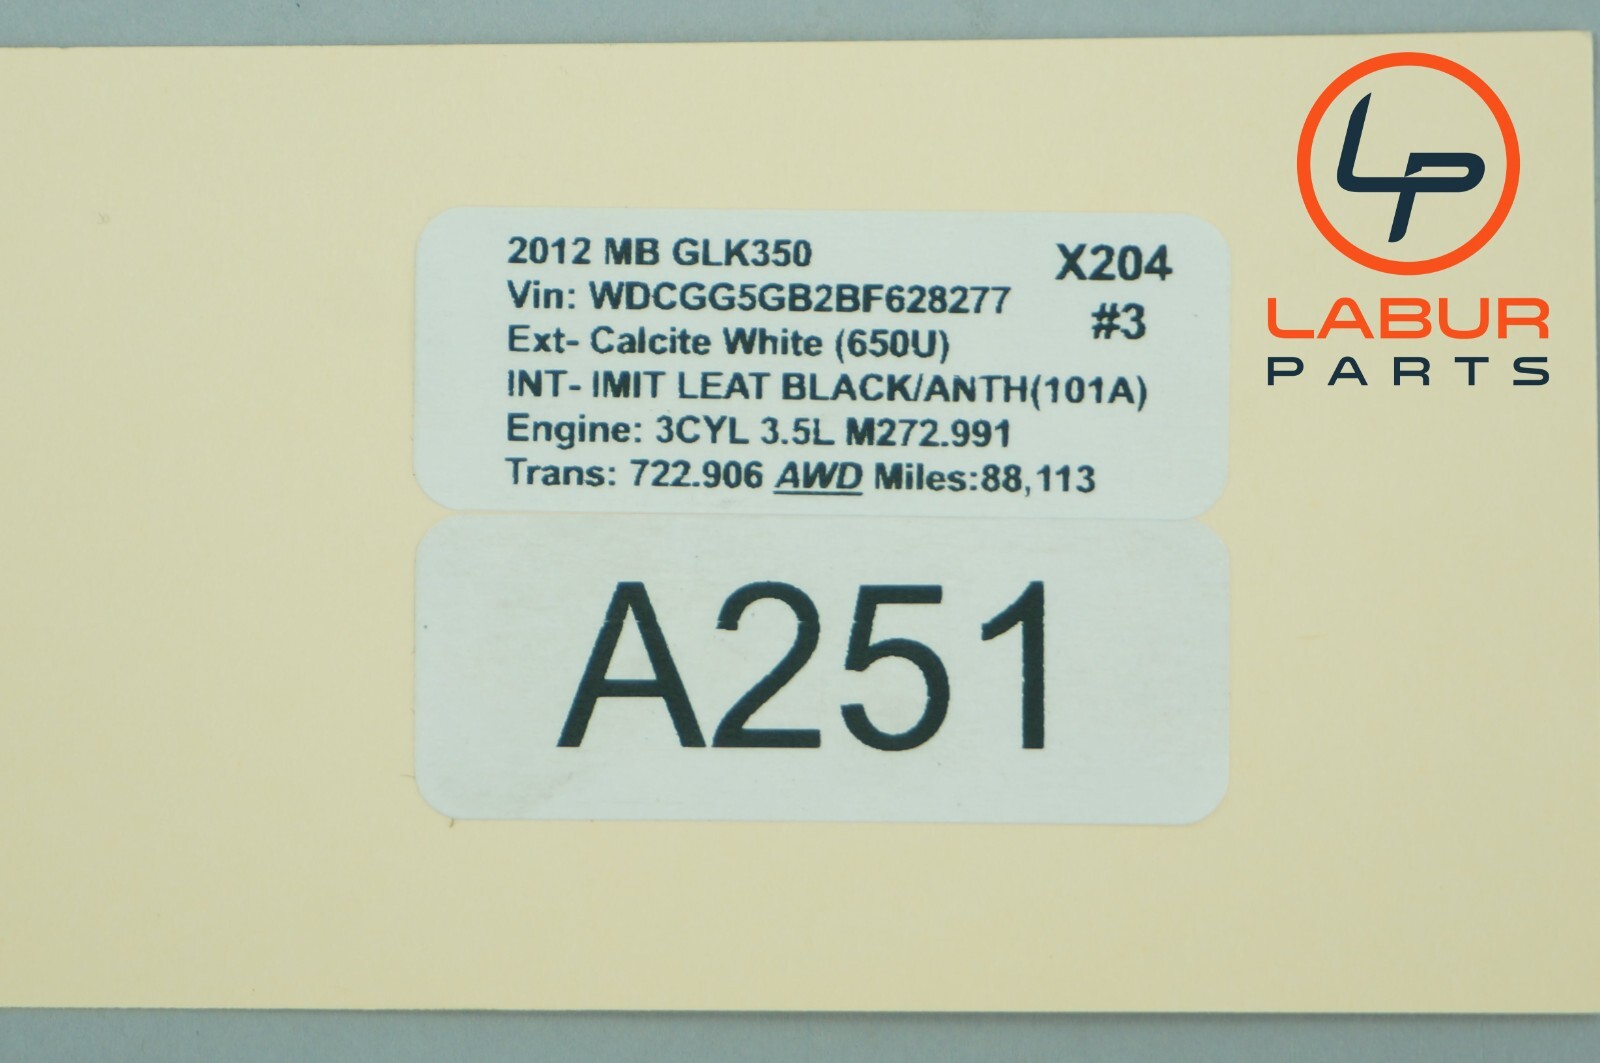 2012 MB GLK350
X204
Vin: WDCGG5GB2BF628277
#3
Ext- Calcite White (650U)
INT- IMIT LEAT BLACK/ANTH(101A)
Engine: 3CYL 3.5L M272.991
Trans: 722.906 AWD Miles:88,113
A251
LP
LABUR
PARTS